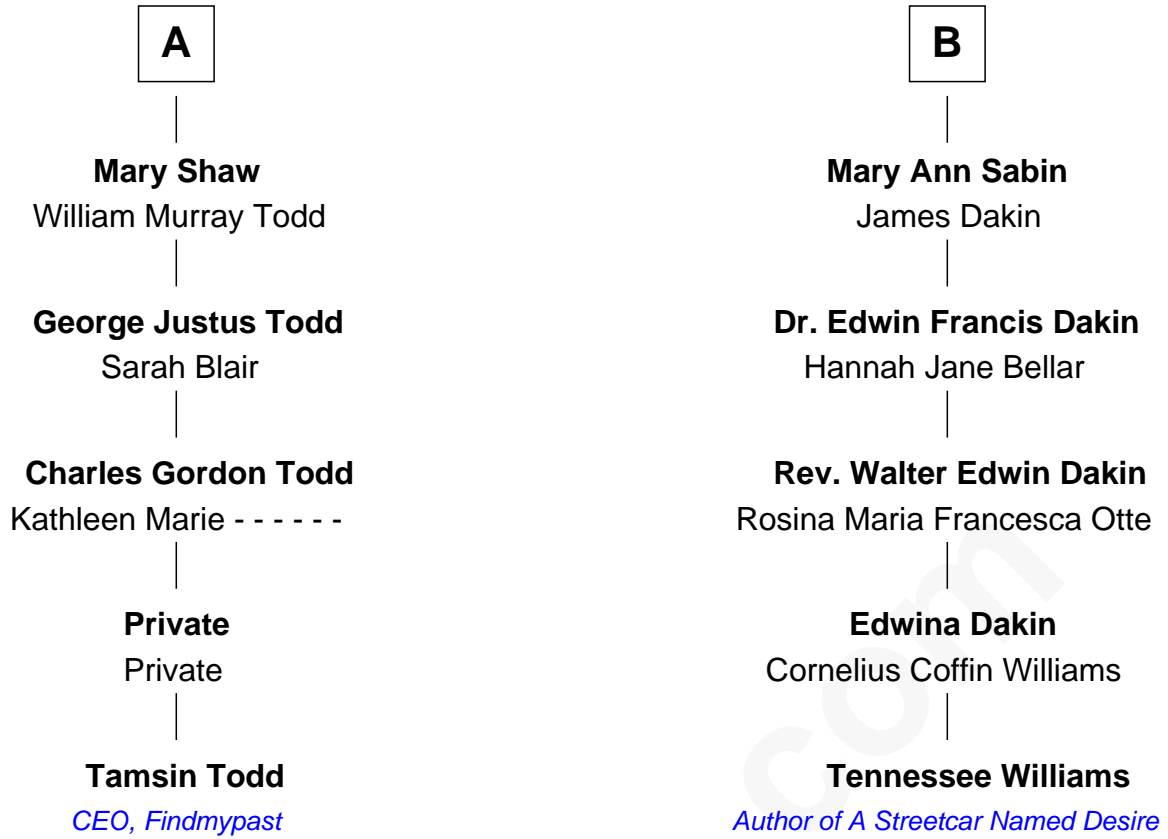 A
Mary Shaw
William Murray Todd
George Justus Todd
Sarah Blair
Charles Gordon Todd
Kathleen Marie - - - - - -
Private
Private
Tamsin Todd
CEO, Findmypast
B
Mary Ann Sabin
James Dakin
Dr. Edwin Francis Dakin
Hannah Jane Bellar
Rev. Walter Edwin Dakin
Rosina Maria Francesca Otte
Edwina Dakin
Cornelius Coffin Williams
Tennessee Williams
Author of A Streetcar Named Desire
com